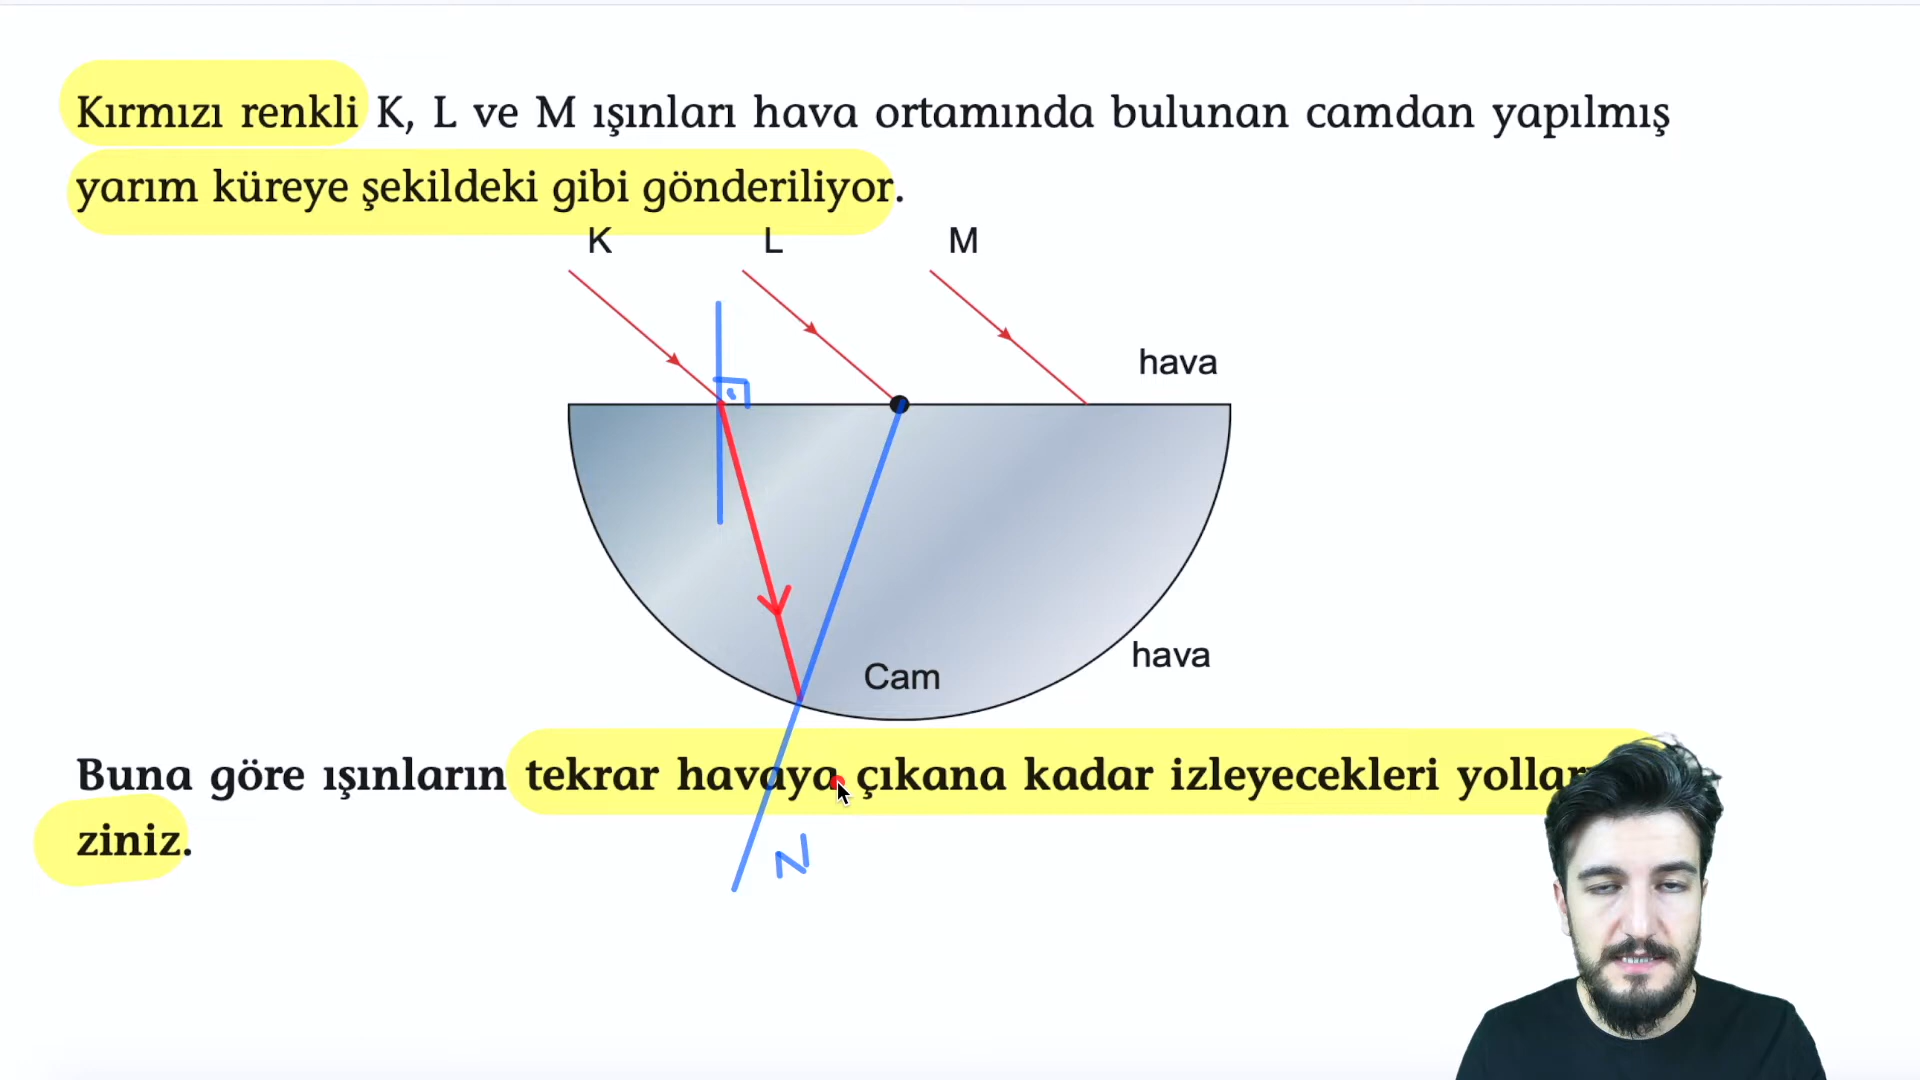 Kırmızı renkli K, L ve M ışınları hava ortamında bulunan camdan yapılmış
yarım küreye şekildeki gibi gönderiliyor.
K L M
hava
hava
Cam
Buna göre ışınların tekrar havaya çıkana kadar izleyecekleri
ziniz.
N